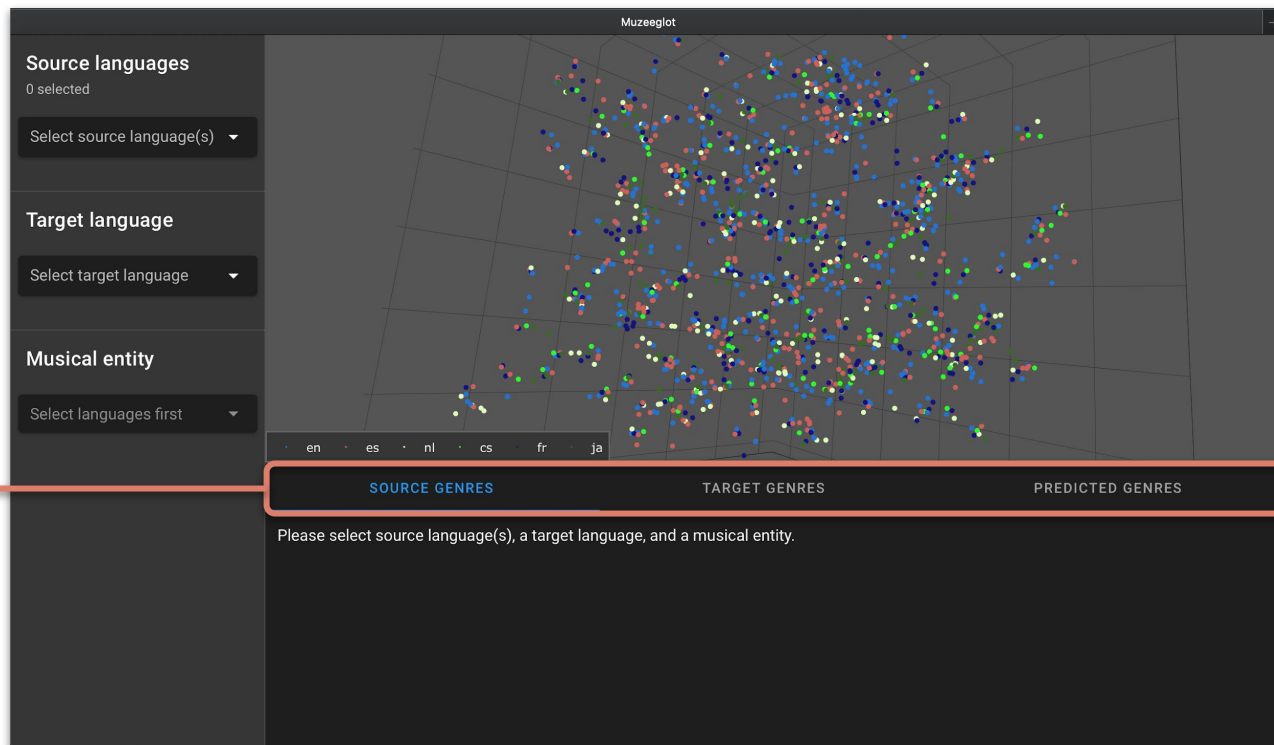 Muzeeglot
Source languages
0 selected
Select source language(s)
Target language
Select target language
Musical entity
Select languages first
en es nl cs fr ja
SOURCE GENRES TARGET GENRES PREDICTED GENRES
Please select source language(s), a target language, and a musical entity.